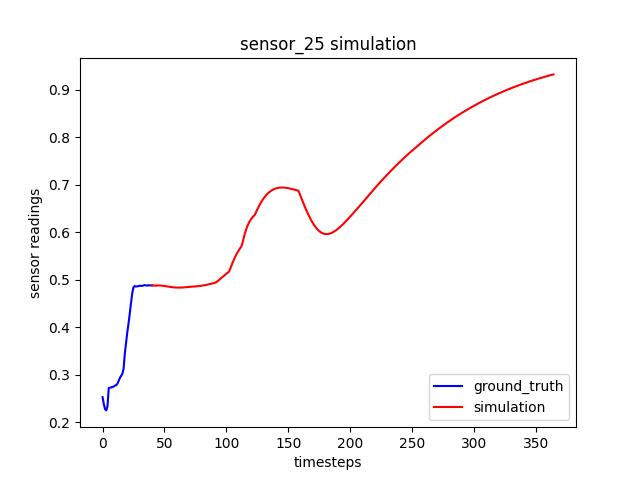 sensor_25 simulation
sensor readings
0.9
0.8
0.7
0.6
0.5
0.4
0.3
0.2
0 50 100 150 200 250 300 350
timesteps
ground_truth
simulation